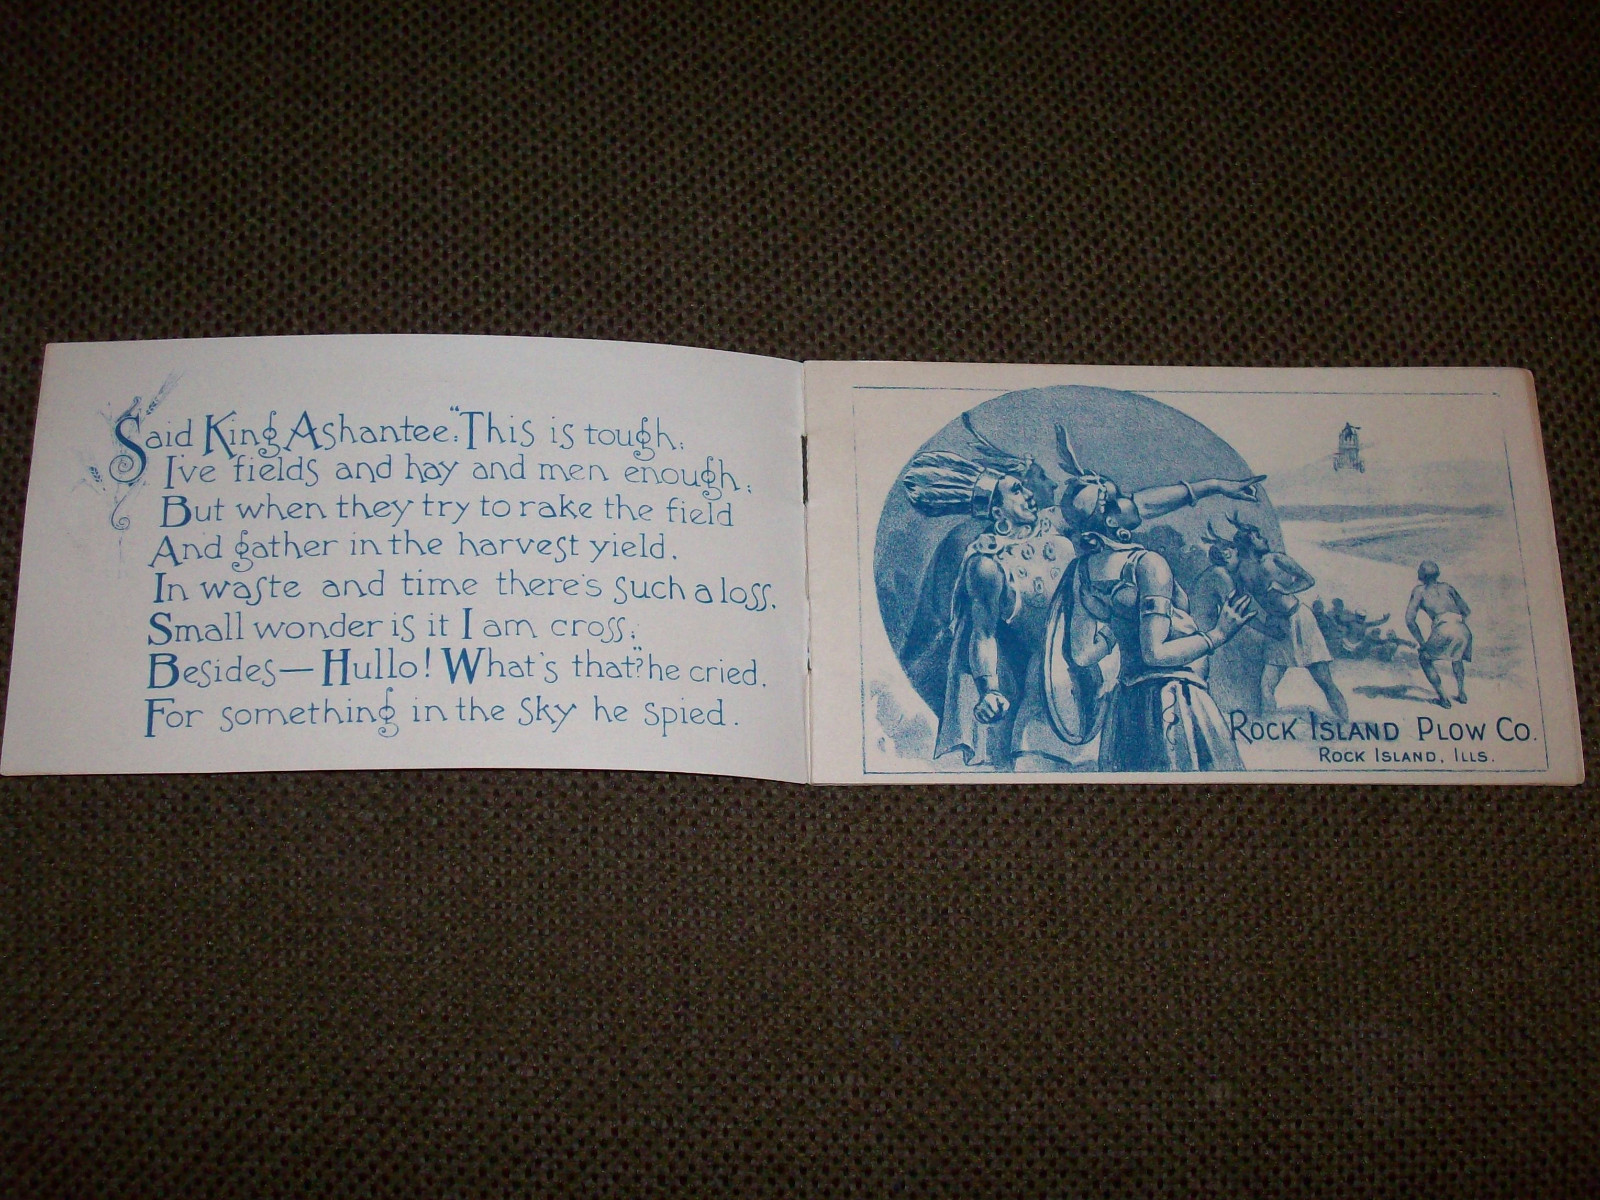 Said King Ashantee: "This is tough;
I've fields and hay and men enough;
But when they try to rake the field
And gather in the harvest yield.
In waste and time there's such a loss,
Small wonder is it I am cross;
Besides—Hullo! What's that?" he cried.
For something in the sky he spied.
ROCK ISLAND PLOW CO.
ROCK ISLAND, ILLS.